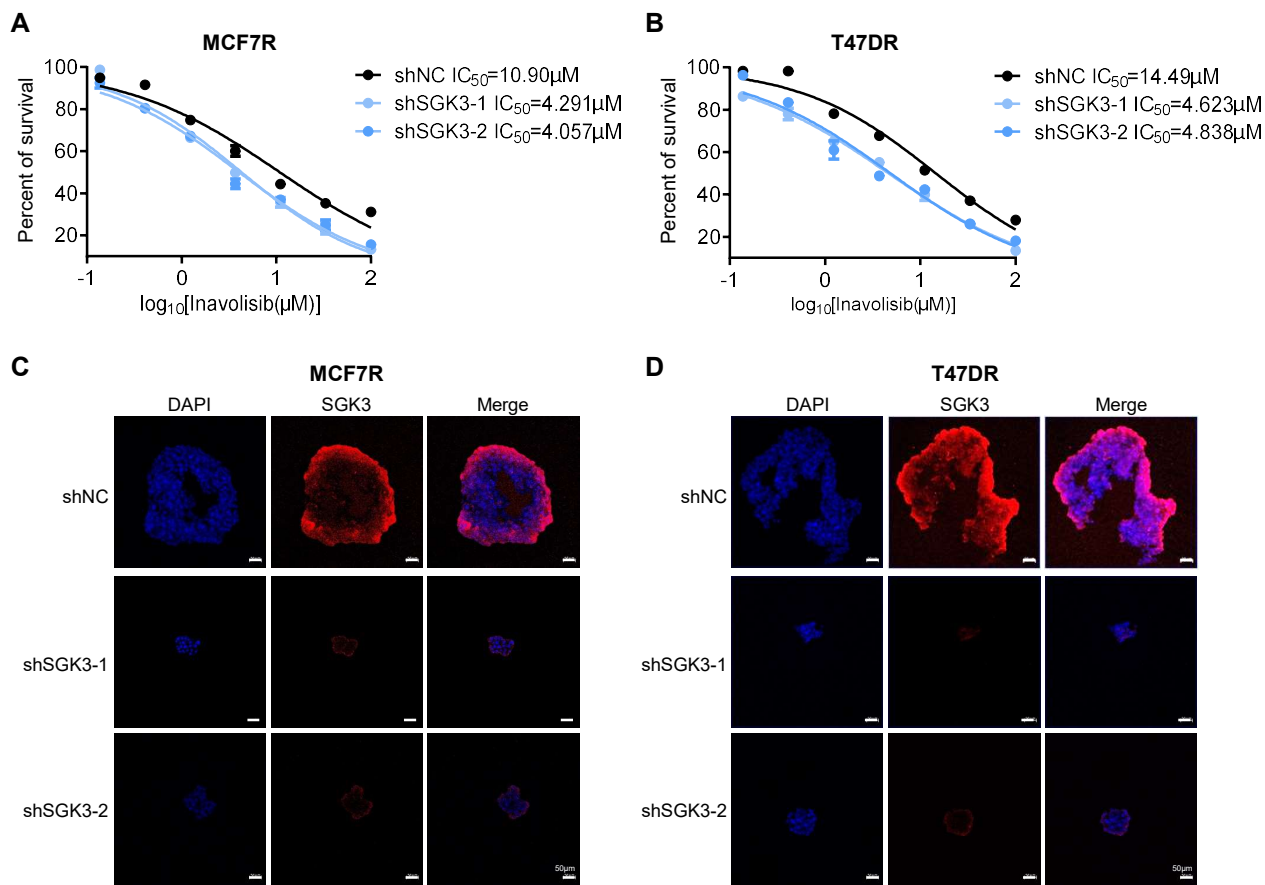 A
MCF7R
Percent of survival
100
80
60
40
20
-1
0
1
2
log10[Inavolisib(μM)]
shNC IC50=10.90μM
shSGK3-1 IC50=4.291μM
shSGK3-2 IC50=4.057μM
B
T47DR
Percent of survival
100
80
60
40
20
-1
0
1
2
log10[Inavolisib(μM)]
shNC IC50=14.49μM
shSGK3-1 IC50=4.623μM
shSGK3-2 IC50=4.838μM
C
MCF7R
DAPI SGK3 Merge
shNC
shSGK3-1
shSGK3-2
50μm
D
T47DR
DAPI SGK3 Merge
shNC
shSGK3-1
shSGK3-2
50μm